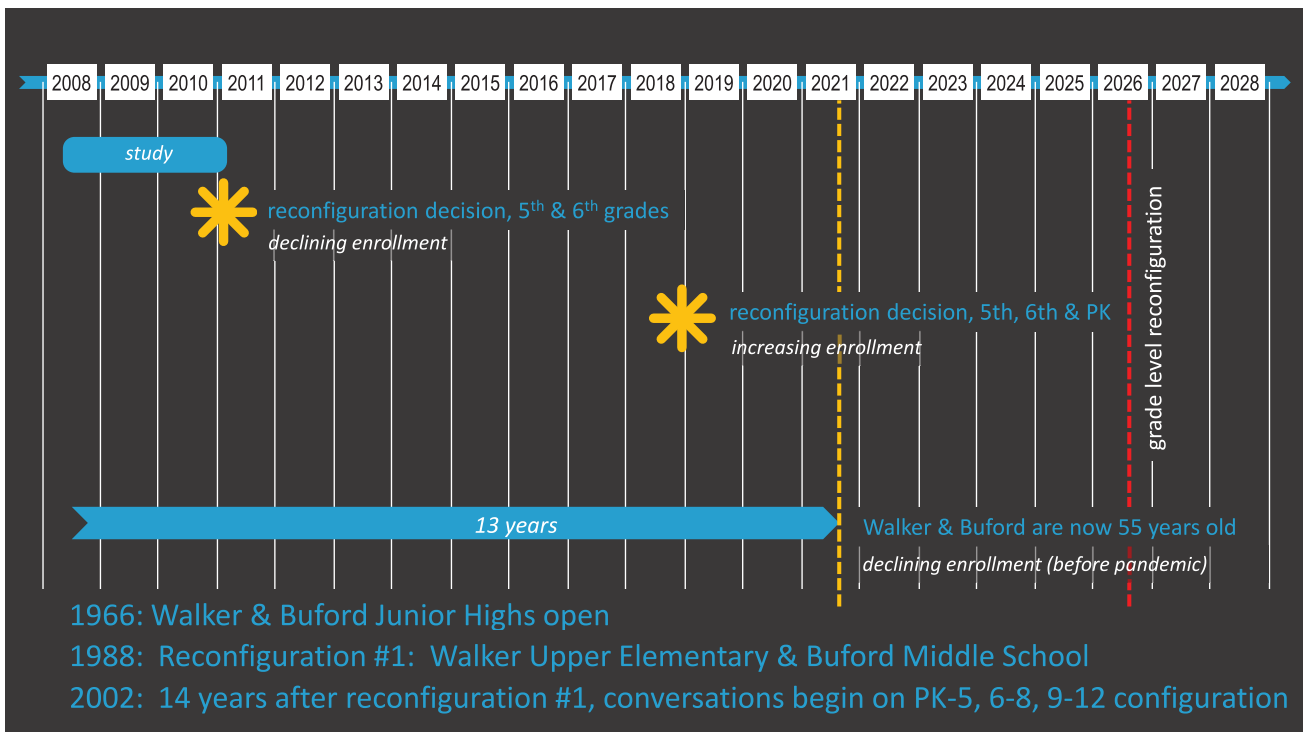 2008 2009 2010 2011 2012 2013 2014 2015 2016 2017 2018 2019 2020 2021 2022 2023 2024 2025 2026 2027 2028
study
reconfiguration decision, 5th & 6th grades
declining enrollment
reconfiguration decision, 5th, 6th & PK
increasing enrollment
grade level reconfiguration
13 years
Walker & Buford are now 55 years old
declining enrollment (before pandemic)
1966: Walker & Buford Junior Highs open
1988: Reconfiguration #1: Walker Upper Elementary & Buford Middle School
2002: 14 years after reconfiguration #1, conversations begin on PK-5, 6-8, 9-12 configuration